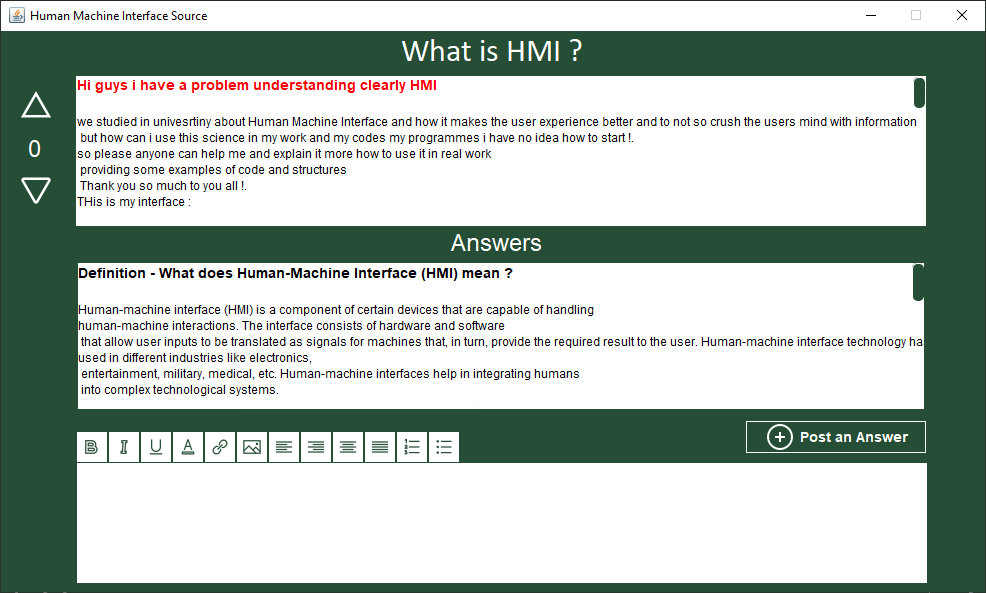 Human Machine Interface Source
What is HMI ?
Hi guys i have a problem understanding clearly HMI
we studied in univesrtiny about Human Machine Interface and how it makes the user experience better and to not so crush the users mind with information
but how can i use this science in my work and my codes my programmes i have no idea how to start !.
so please anyone can help me and explain it more how to use it in real work
providing some examples of code and structures
Thank you so much to you all !.
THis is my interface :
0
Answers
Definition - What does Human-Machine Interface (HMI) mean ?
Human-machine interface (HMI) is a component of certain devices that are capable of handling
human-machine interactions. The interface consists of hardware and software
that allow user inputs to be translated as signals for machines that, in turn, provide the required result to the user. Human-machine interface technology ha
used in different industries like electronics,
entertainment, military, medical, etc. Human-machine interfaces help in integrating humans
into complex technological systems.
B I U A
Post an Answer